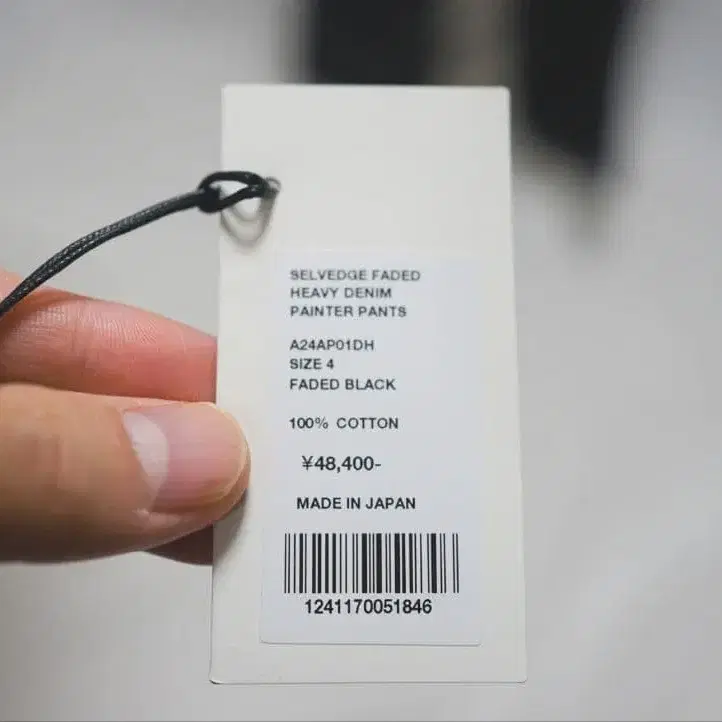 SELVEDGE FADED
HEAVY DENIM
PAINTER PANTS
A24AP01DH
SIZE 4
FADED BLACK
100% COTTON
¥48,400-
MADE IN JAPAN
1241170051846